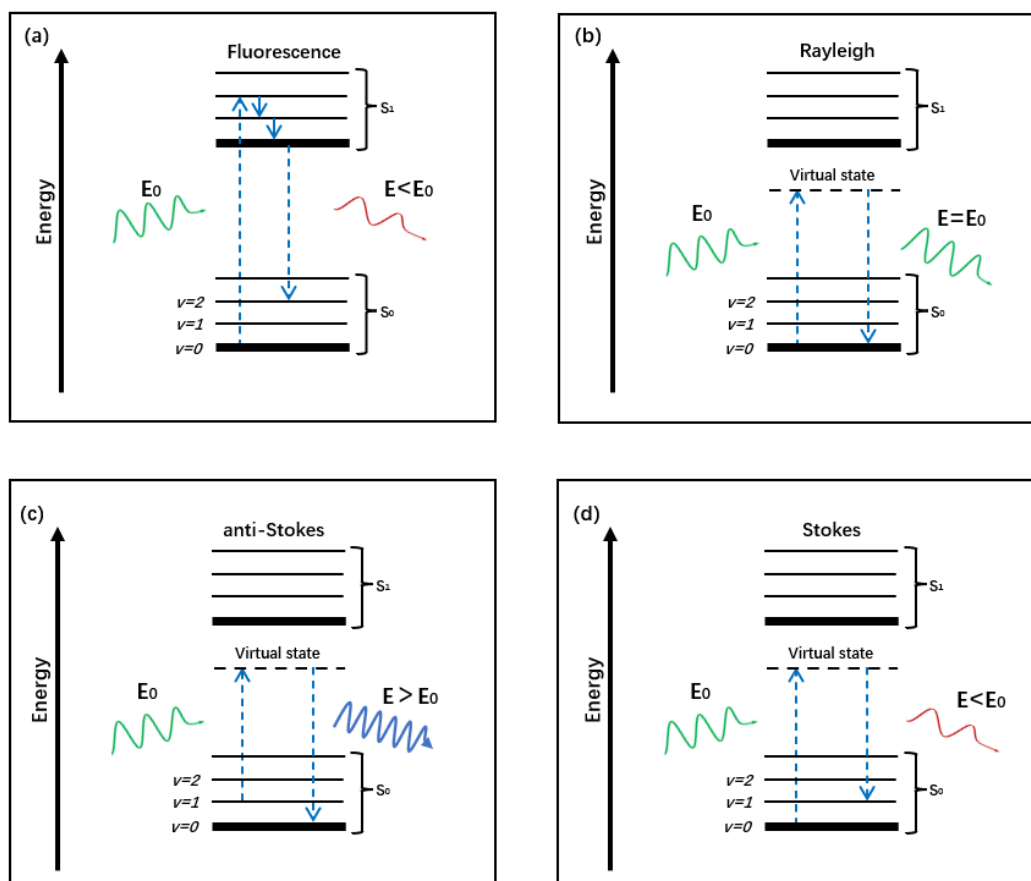 (a)
Fluorescence
S₁
E₀
E<E₀
Energy
v=2
v=1
v=0
S₀
(b)
Rayleigh
S₁
Virtual state
E₀
E=E₀
Energy
v=2
v=1
v=0
S₀
(c)
anti-Stokes
S₁
Virtual state
E₀
E > E₀
Energy
v=2
v=1
v=0
S₀
(d)
Stokes
S₁
Virtual state
E₀
E<E₀
Energy
v=2
v=1
v=0
S₀